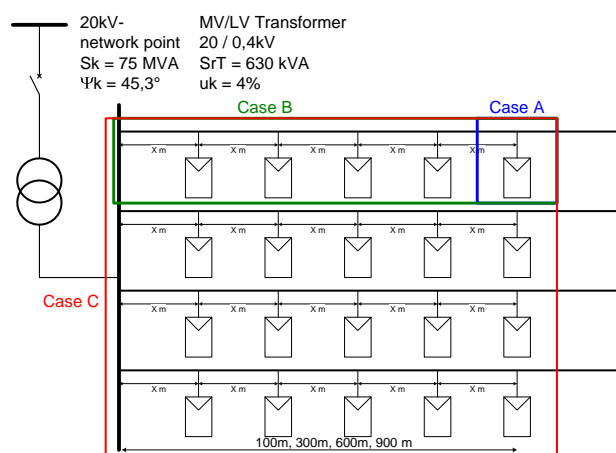 20kV-
network point
Sk = 75 MVA
Ψk = 45,3°
MV/LV Transformer
20 / 0,4kV
SrT = 630 kVA
uk = 4%
Case B
Case A
X m X m X m X m X m
X m X m X m X m X m
Case C
X m X m X m X m X m
X m X m X m X m X m
100m, 300m, 600m, 900 m